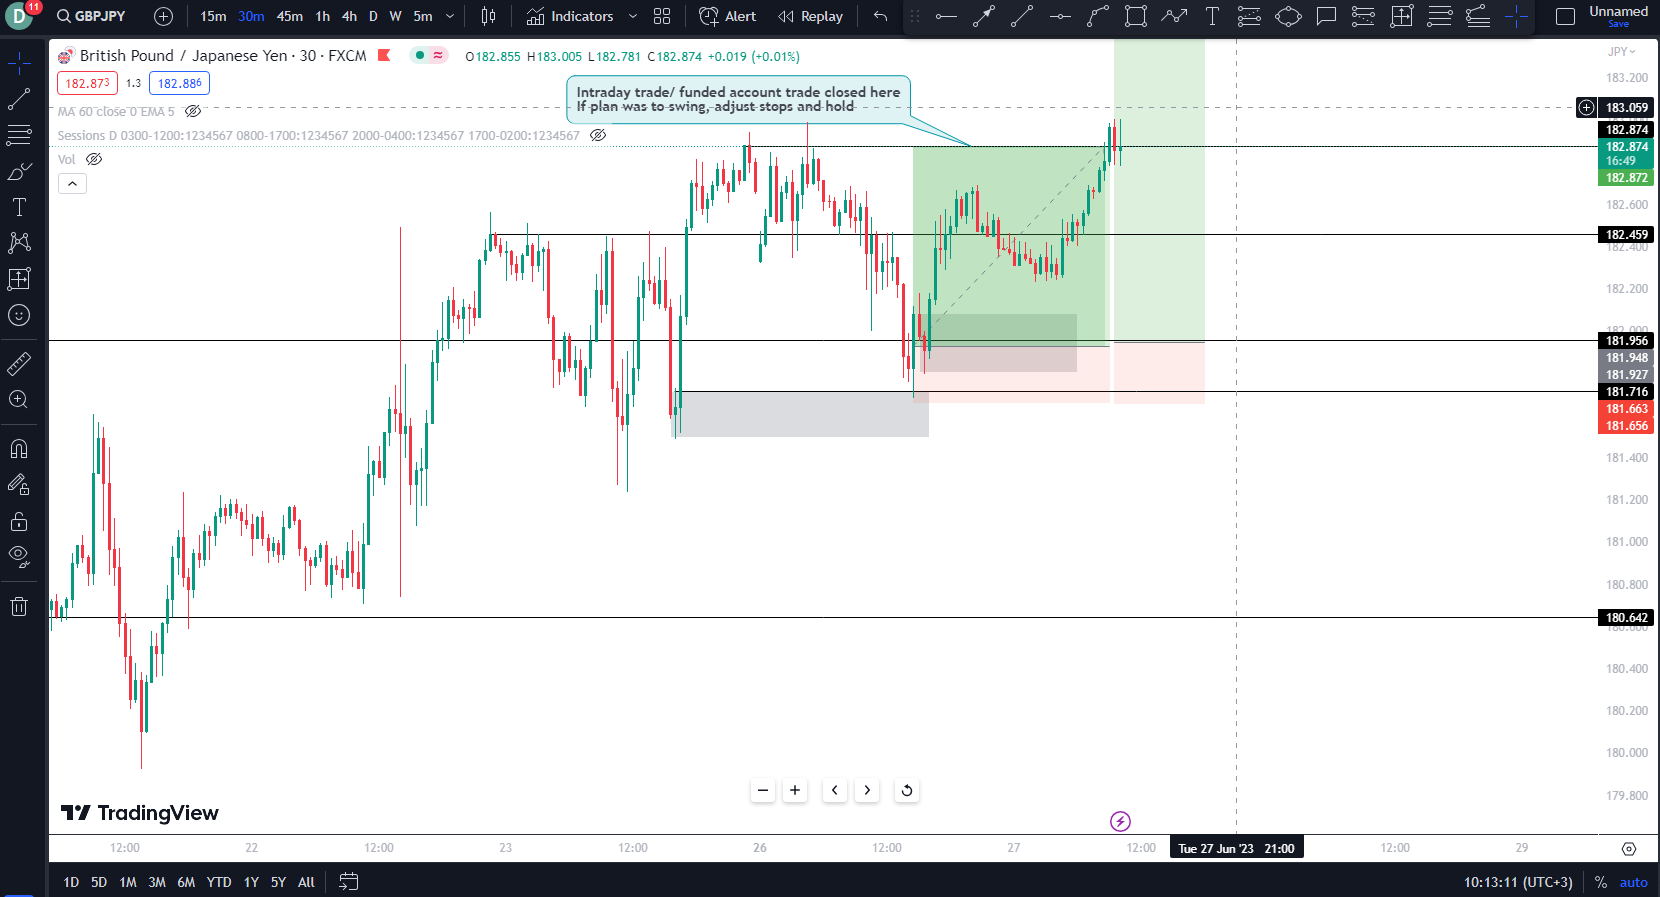 D 11 GBPJPY 15m 30m 45m 1h 4h D W 5m Indicators Alert Replay Unnamed
Save
British Pound / Japanese Yen · 30 · FXCM O182.855 H183.005 L182.781 C182.874 +0.019 (+0.01%)
182.873 1.3 182.886
MA 60 close 0 EMA 5
Sessions D 0300-1200:1234567 0800-1700:1234567 2000-0400:1234567 1700-0200:1234567
Vol
Intraday trade/ funded account trade closed here
If plan was to swing, adjust stops and hold
JPY
183.200
183.059
182.874
182.874
16:49
182.872
182.600
182.459
182.400
182.200
182.000
181.956
181.948
181.927
181.716
181.663
181.656
181.400
181.200
181.000
180.800
180.642
180.600
180.400
180.200
180.000
179.800
TradingView
12:00 22 12:00 23 12:00 26 12:00 27 12:00 Tue 27 Jun '23 21:00 12:00 29
1D 5D 1M 3M 6M YTD 1Y 5Y All 10:13:11 (UTC+3) % auto